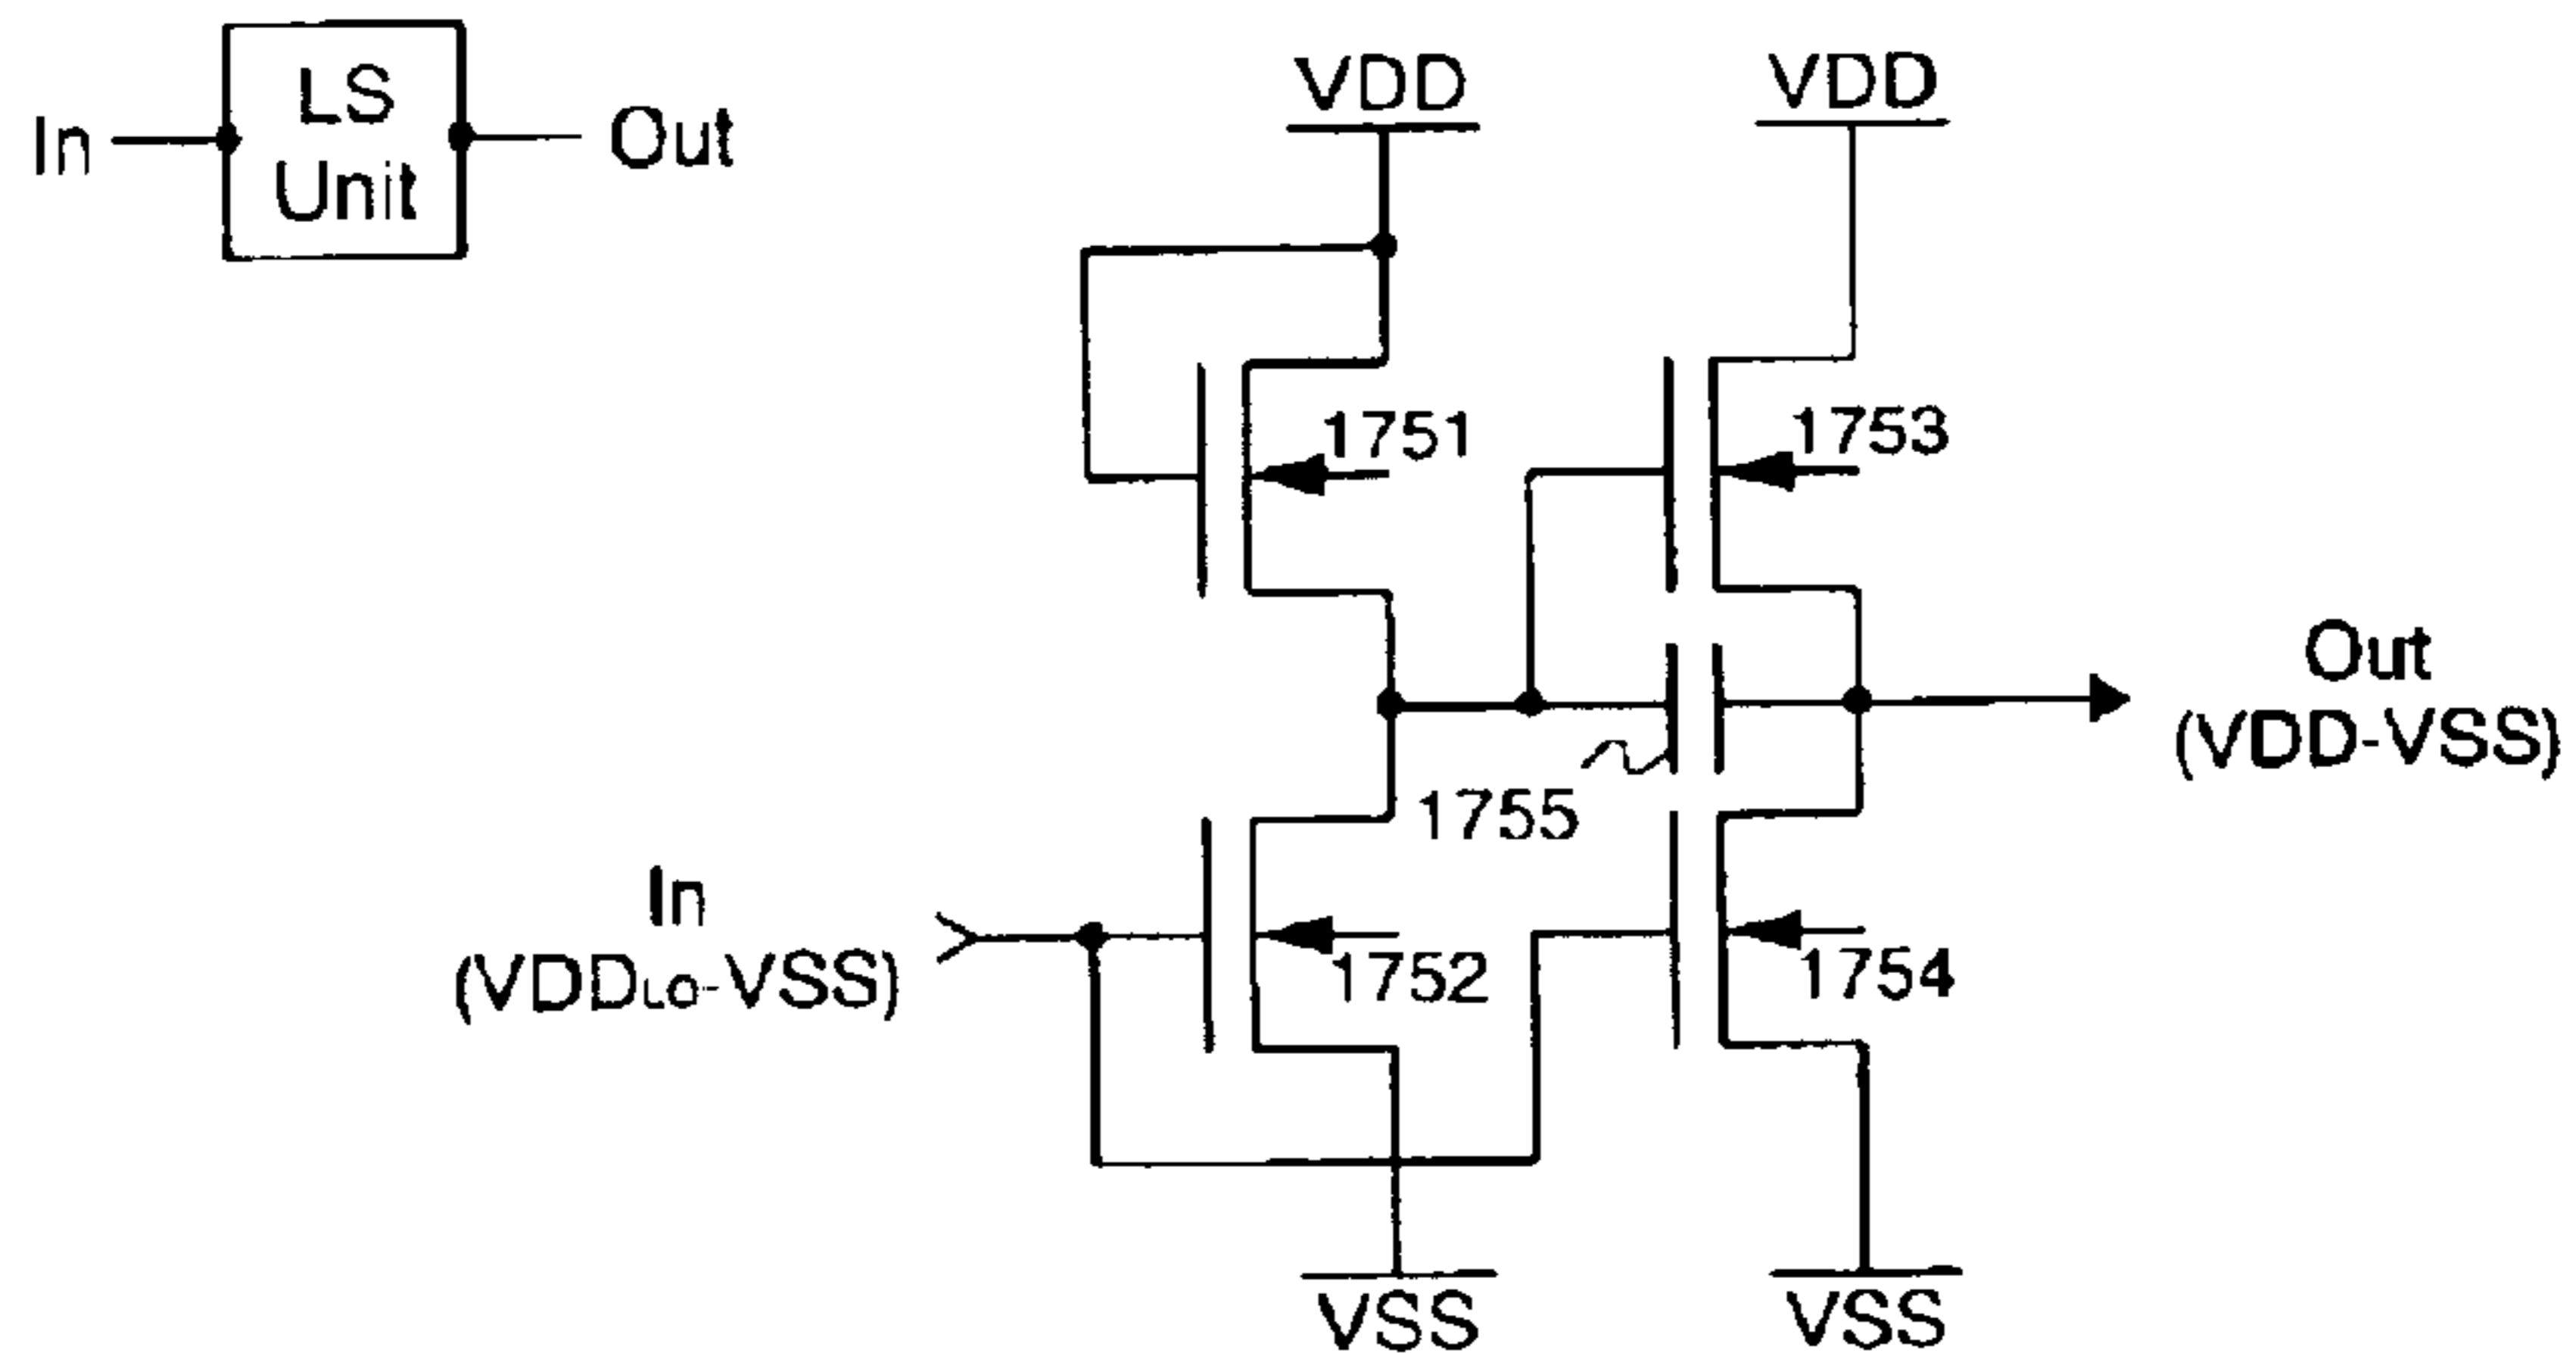 In
LS
Unit
Out
VDD
VDD
1751
1753
1755
In
(VDDLO-VSS)
1752
1754
Out
(VDD-VSS)
VSS
VSS